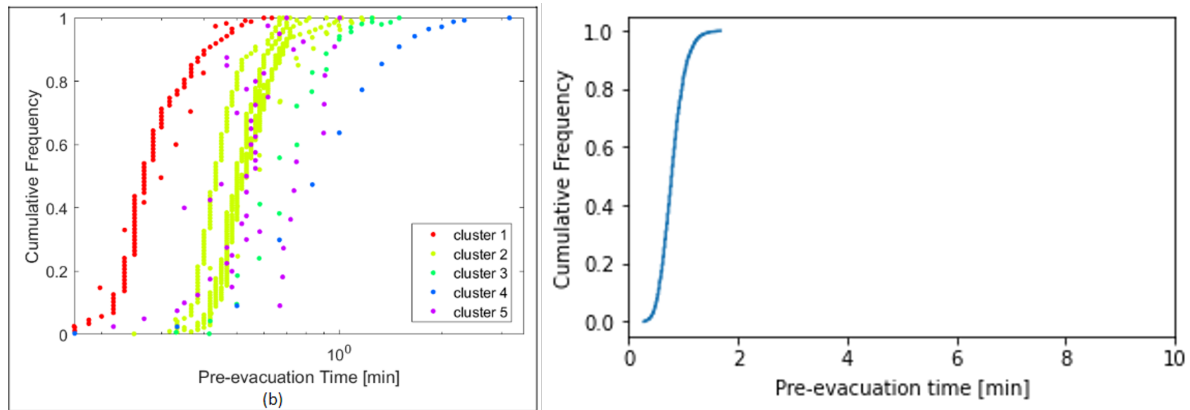 1
0.8
0.6
0.4
0.2
0
Cumulative Frequency
cluster 1
cluster 2
cluster 3
cluster 4
cluster 5
10⁰
Pre-evacuation Time [min]
(b)
1.0
0.8
0.6
0.4
0.2
0.0
Cumulative Frequency
0 2 4 6 8 10
Pre-evacuation time [min]